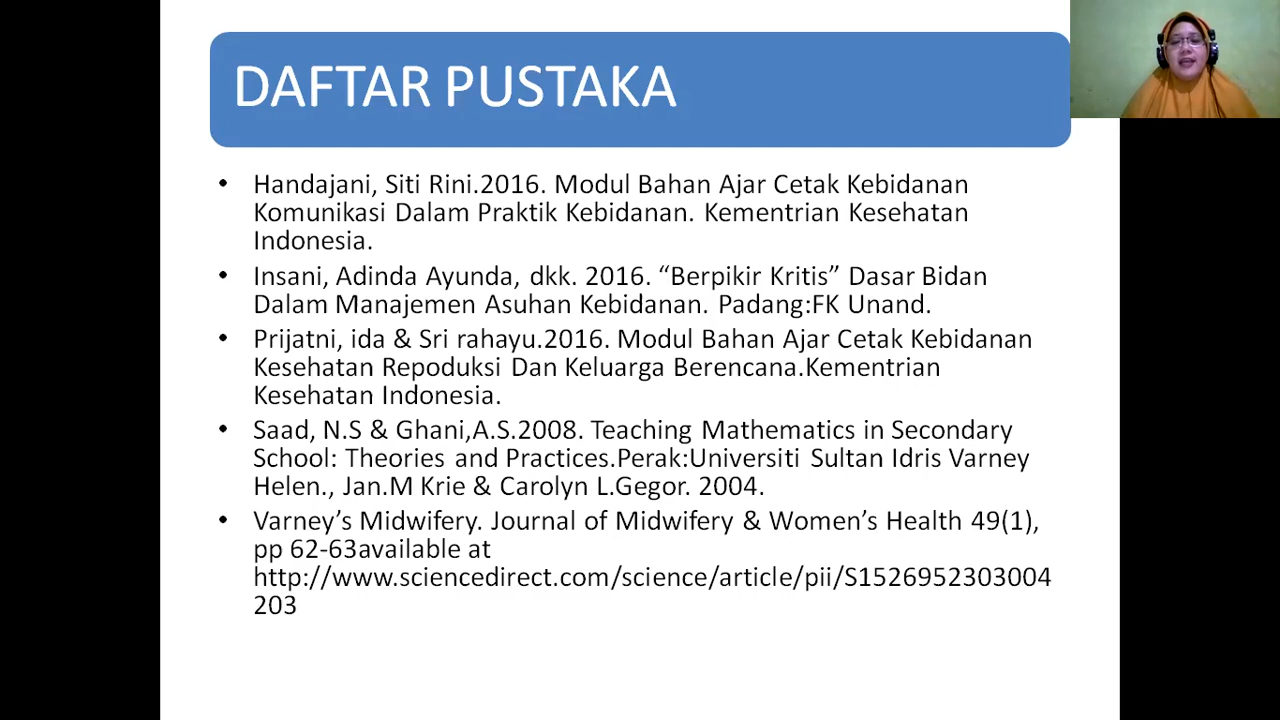 DAFTAR PUSTAKA
• Handajani, Siti Rini.2016. Modul Bahan Ajar Cetak Kebidanan
Komunikasi Dalam Praktik Kebidanan. Kementrian Kesehatan
Indonesia.
• Insani, Adinda Ayunda, dkk. 2016. “Berpikir Kritis” Dasar Bidan
Dalam Manajemen Asuhan Kebidanan. Padang:FK Unand.
• Prijatni, ida & Sri rahayu.2016. Modul Bahan Ajar Cetak Kebidanan
Kesehatan Repoduksi Dan Keluarga Berencana.Kementrian
Kesehatan Indonesia.
• Saad, N.S & Ghani,A.S.2008. Teaching Mathematics in Secondary
School: Theories and Practices.Perak:Universiti Sultan Idris Varney
Helen., Jan.M Krie & Carolyn L.Gegor. 2004.
• Varney’s Midwifery. Journal of Midwifery & Women’s Health 49(1),
pp 62-63available at
http://www.sciencedirect.com/science/article/pii/S1526952303004
203